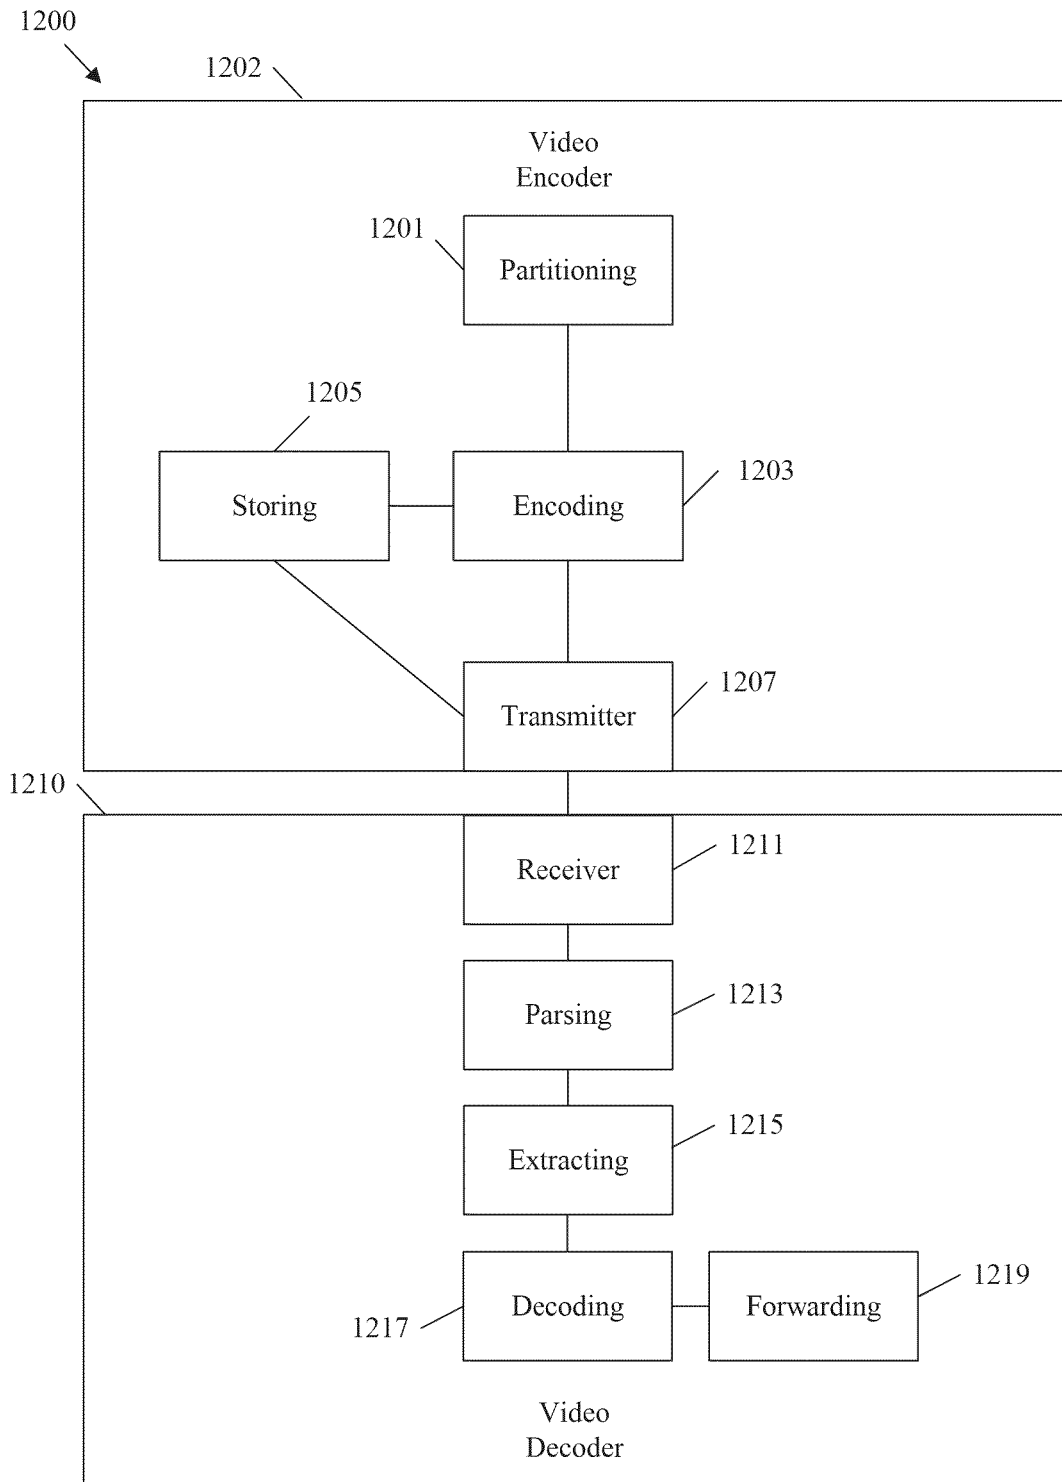 1200
1202
Video
Encoder
1201
Partitioning
1205
Storing
Encoding
1203
Transmitter
1207
1210
Receiver
1211
Parsing
1213
Extracting
1215
Decoding
1217
Forwarding
1219
Video
Decoder